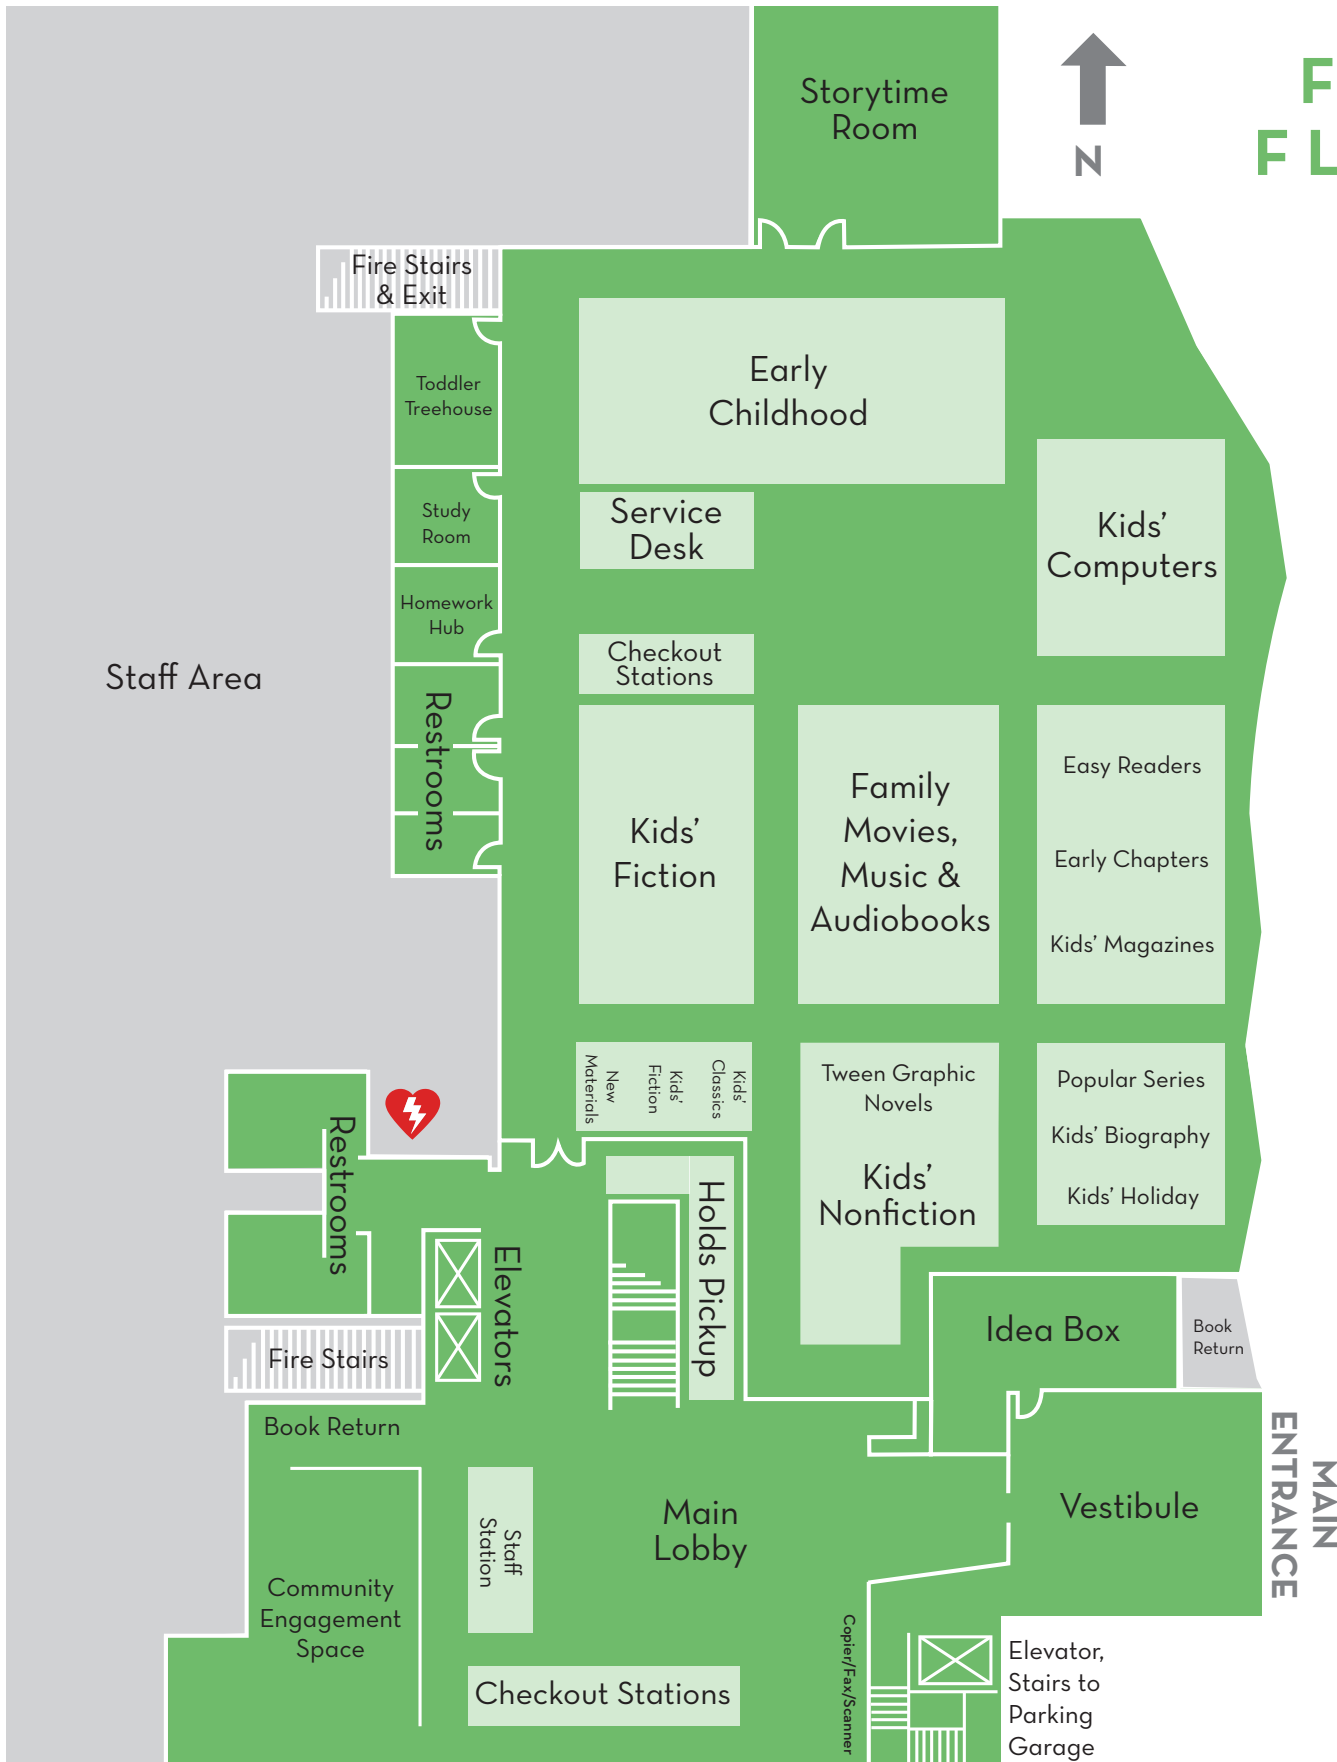 Storytime
Room
N
F
FL
Fire Stairs
& Exit
Early
Childhood
Toddler
Treehouse
Service
Desk
Study
Room
Kids’
Computers
Homework
Hub
Checkout
Stations
Staff Area
Restrooms
Kids’
Fiction
Family
Movies,
Music &
Audiobooks
Easy Readers
Early Chapters
Kids’ Magazines
New
Materials
Kids’
Fiction
Kids’
Classics
Tween Graphic
Novels
Kids’
Nonfiction
Popular Series
Kids’ Biography
Kids’ Holiday
Restrooms
Elevators
Holds Pickup
Idea Box
Book
Return
Fire Stairs
Book Return
Main
Lobby
Vestibule
MAIN
ENTRANCE
Staff
Station
Community
Engagement
Space
Checkout Stations
Copier/Fax/Scanner
Elevator,
Stairs to
Parking
Garage